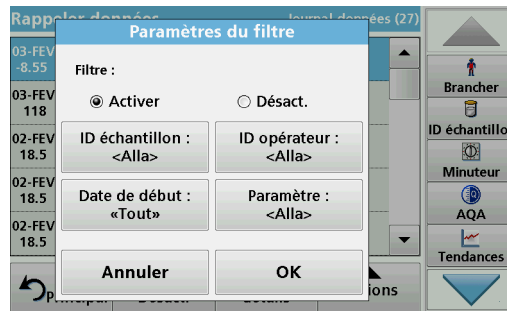 Rappeler données
Journal données (27)
Paramètres du filtre
Filtre :
Activer
Désact.
ID échantillon :
<Alla>
ID opérateur :
<Alla>
Date de début :
«Tout»
Paramètre :
<Alla>
Annuler
OK
03-FEV
-8.55
03-FEV
118
02-FEV
18.5
02-FEV
18.5
02-FEV
18.5
Brancher
ID échantillo
Minuteur
AQA
Tendances